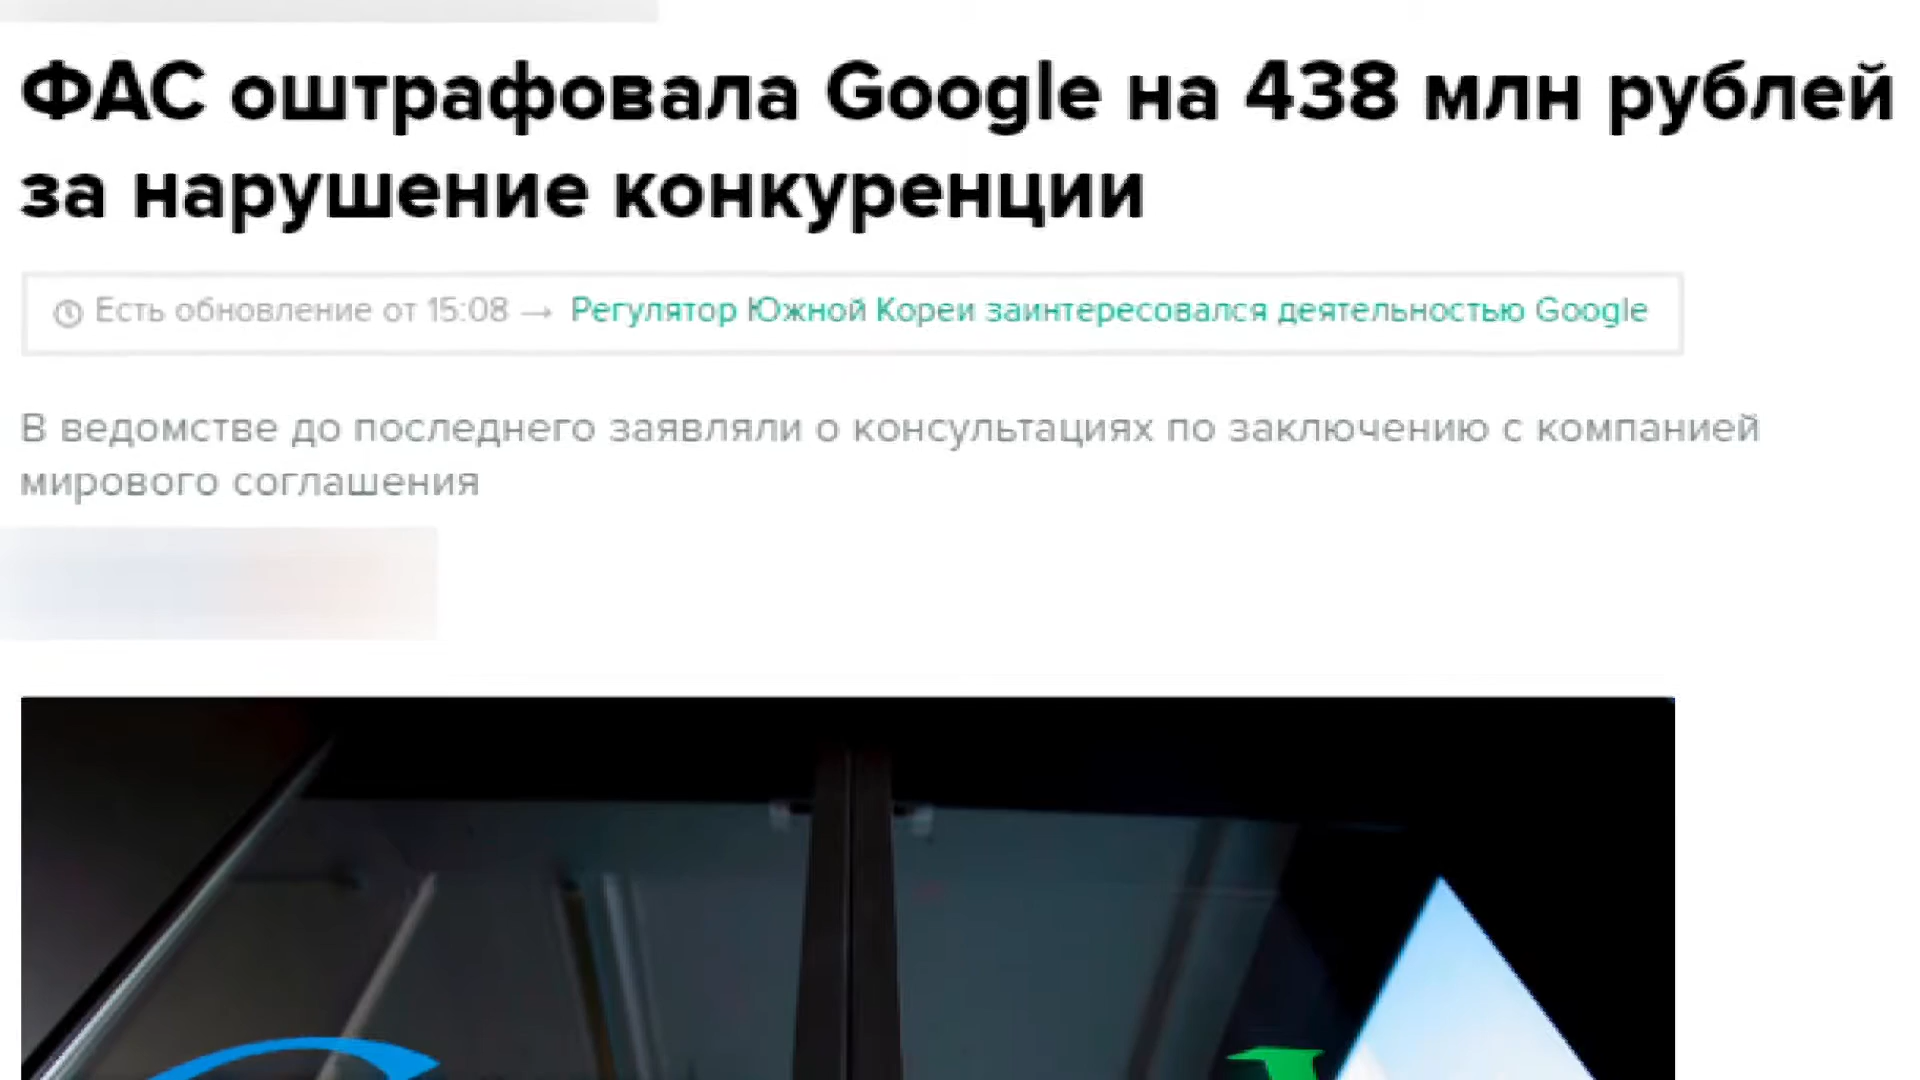 ФАС оштрафовала Google на 438 млн рублей
за нарушение конкуренции
Есть обновление от 15:08 → Регулятор Южной Кореи заинтересовался деятельностью Google
В ведомстве до последнего заявляли о консультациях по заключению с компанией
мирового соглашения